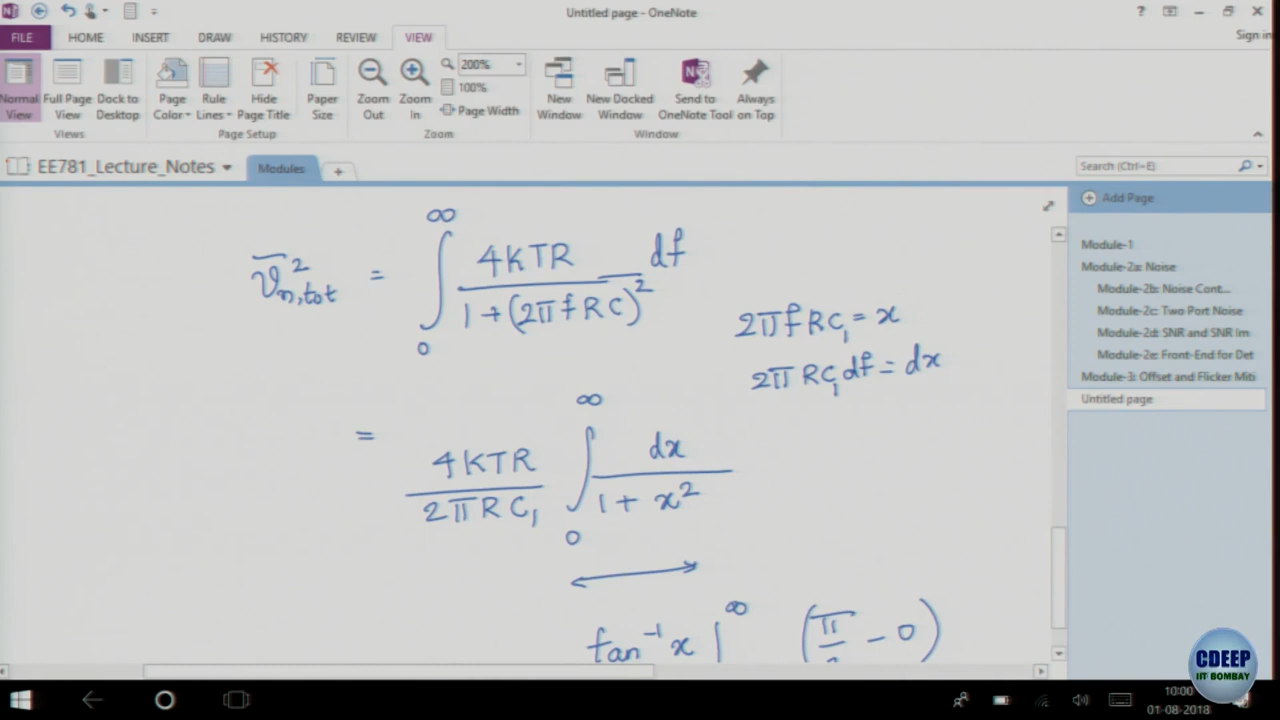 Untitled page - OneNote
FILE HOME INSERT DRAW HISTORY REVIEW VIEW
Sign in
Normal View
Full Page View
Dock to Desktop
Views
Page Color
Rule Lines
Hide Page Title
Paper Size
Page Setup
Zoom Out
Zoom In
200%
100%
Page Width
Zoom
New Window
New Docked Window
Send to OneNote Tool
Always on Top
Window
EE781_Lecture_Notes
Modules
Search (Ctrl+E)
Add Page
Module-1
Module-2a: Noise
Module-2b: Noise Cont...
Module-2c: Two Port Noise
Module-2d: SNR and SNR Im
Module-2e: Front-End for Det
Module-3: Offset and Flicker Miti
Untitled page
v̅²n,tot = ∫₀^∞ 4KTR / (1 + (2πfRC)²) df
2πfRC₁ = x
2πRC₁df = dx
= 4KTR / 2πRC₁ ∫₀^∞ dx / (1 + x²)
tan⁻¹ x |^∞ (π/2 - 0)
CDEEP
IIT BOMBAY
10:00
01-08-2018